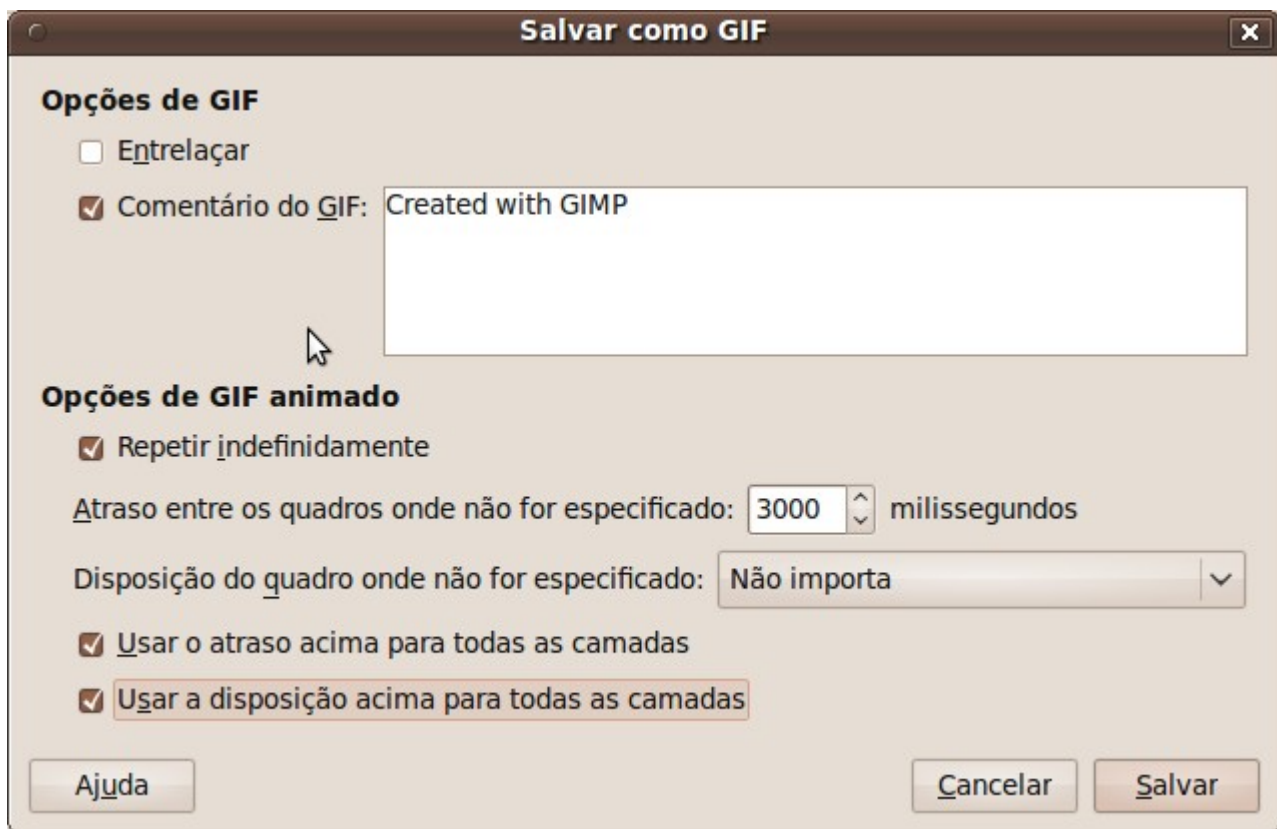 Salvar como GIF
Opções de GIF
Entrelaçar
Comentário do GIF: Created with GIMP
Opções de GIF animado
Repetir indefinidamente
Atraso entre os quadros onde não for especificado: 3000 milissegundos
Disposição do quadro onde não for especificado: Não importa
Usar o atraso acima para todas as camadas
Usar a disposição acima para todas as camadas
Ajuda Cancelar Salvar